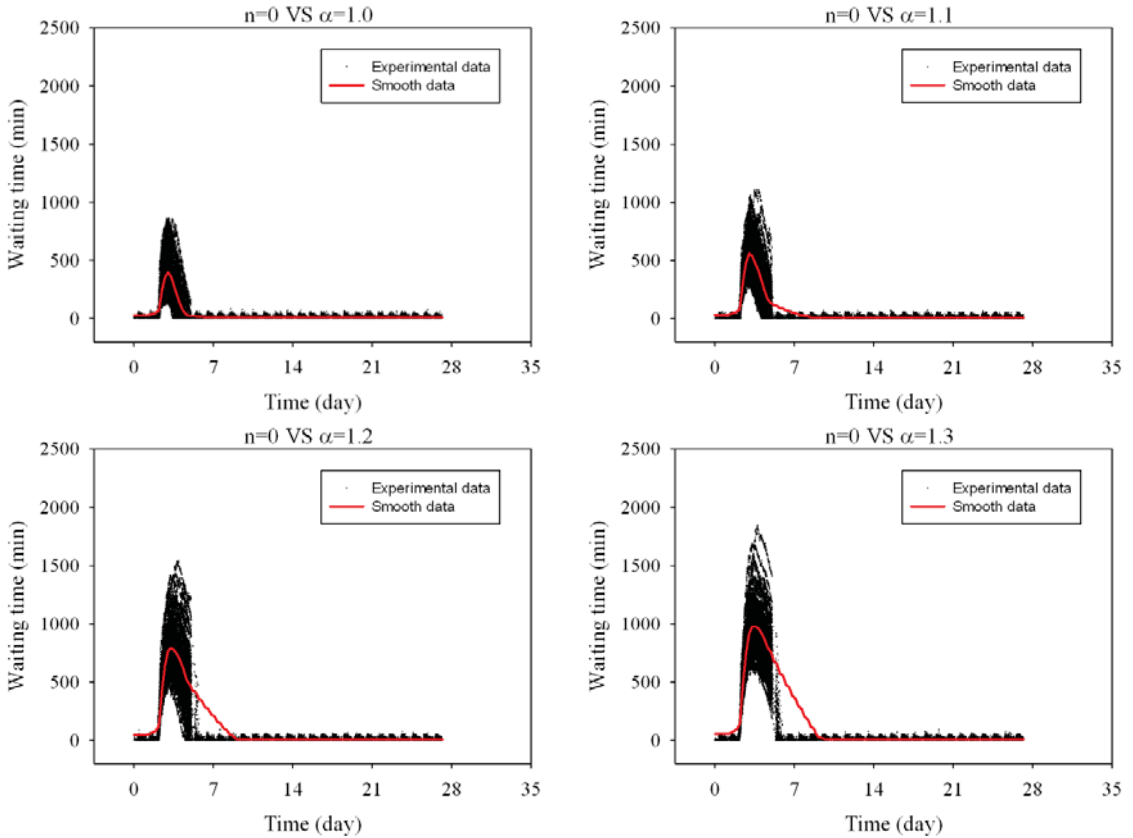 n=0 VS α=1.0
2500
2000
1500
1000
500
0
Waiting time (min)
Experimental data
Smooth data
0 7 14 21 28 35
Time (day)
n=0 VS α=1.1
2500
2000
1500
1000
500
0
Waiting time (min)
Experimental data
Smooth data
0 7 14 21 28 35
Time (day)
n=0 VS α=1.2
2500
2000
1500
1000
500
0
Waiting time (min)
Experimental data
Smooth data
0 7 14 21 28 35
Time (day)
n=0 VS α=1.3
2500
2000
1500
1000
500
0
Waiting time (min)
Experimental data
Smooth data
0 7 14 21 28 35
Time (day)